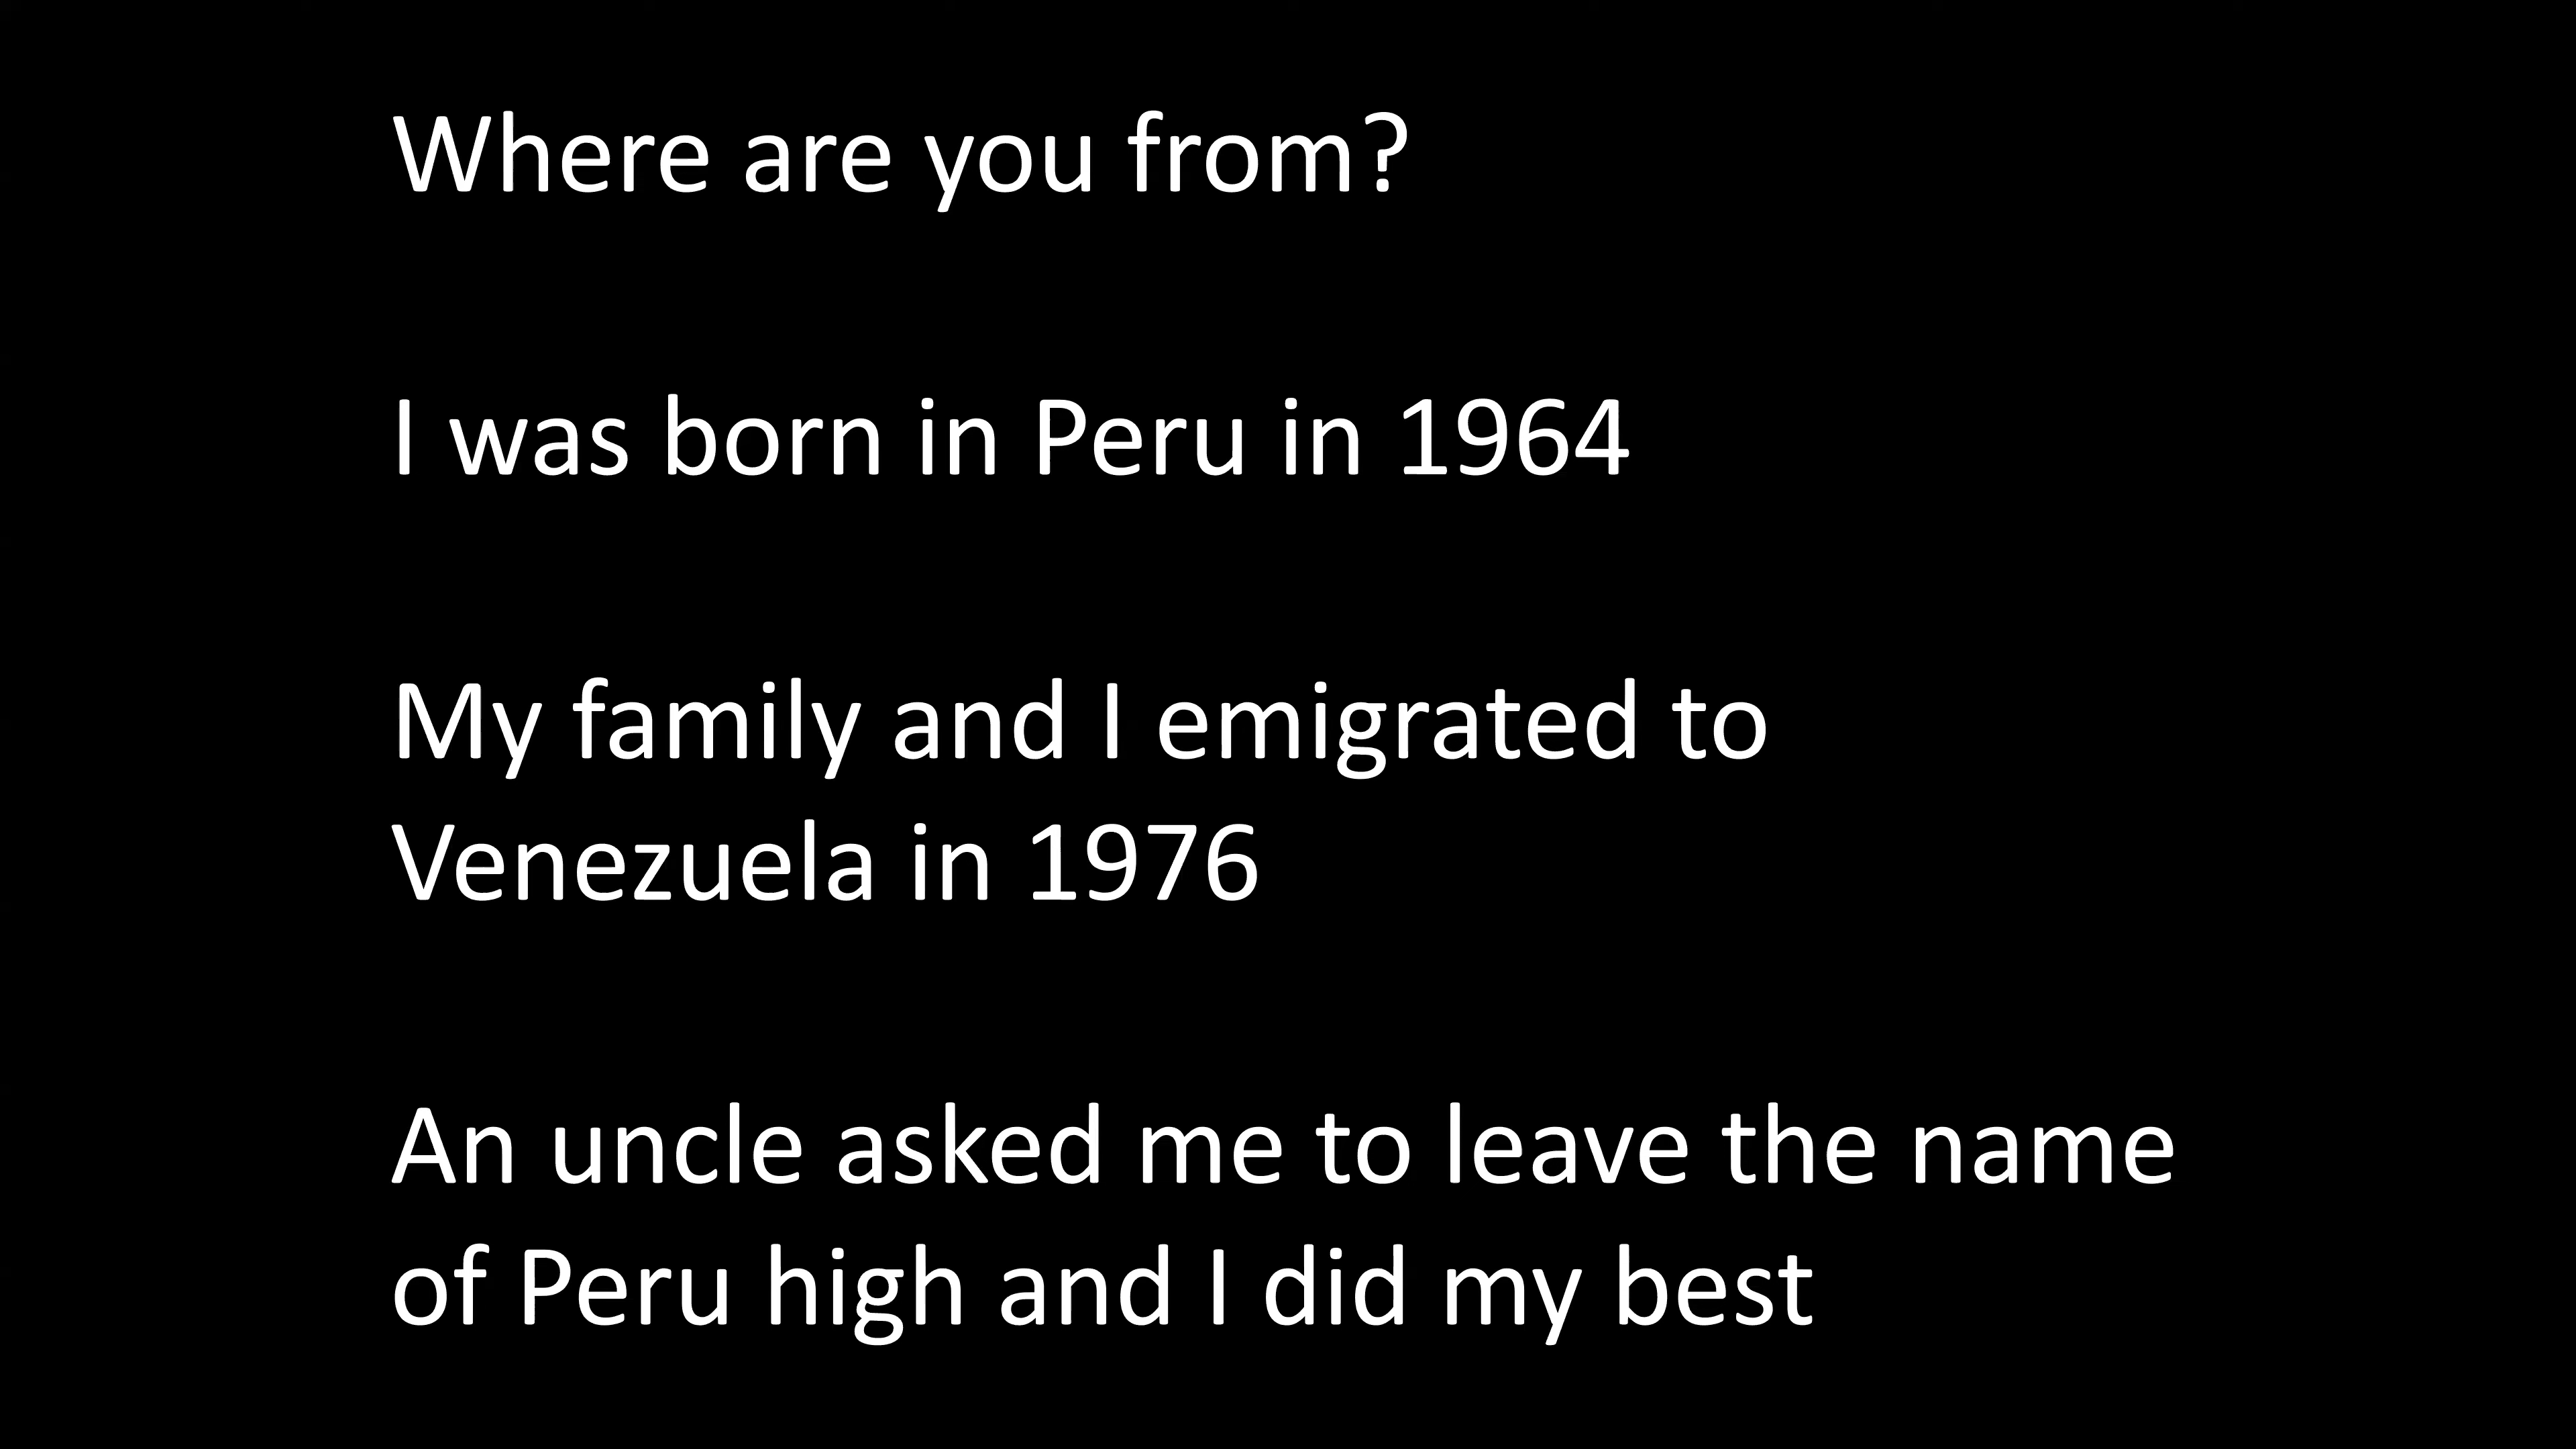 Where are you from?
I was born in Peru in 1964
My family and I emigrated to
Venezuela in 1976
An uncle asked me to leave the name
of Peru high and I did my best